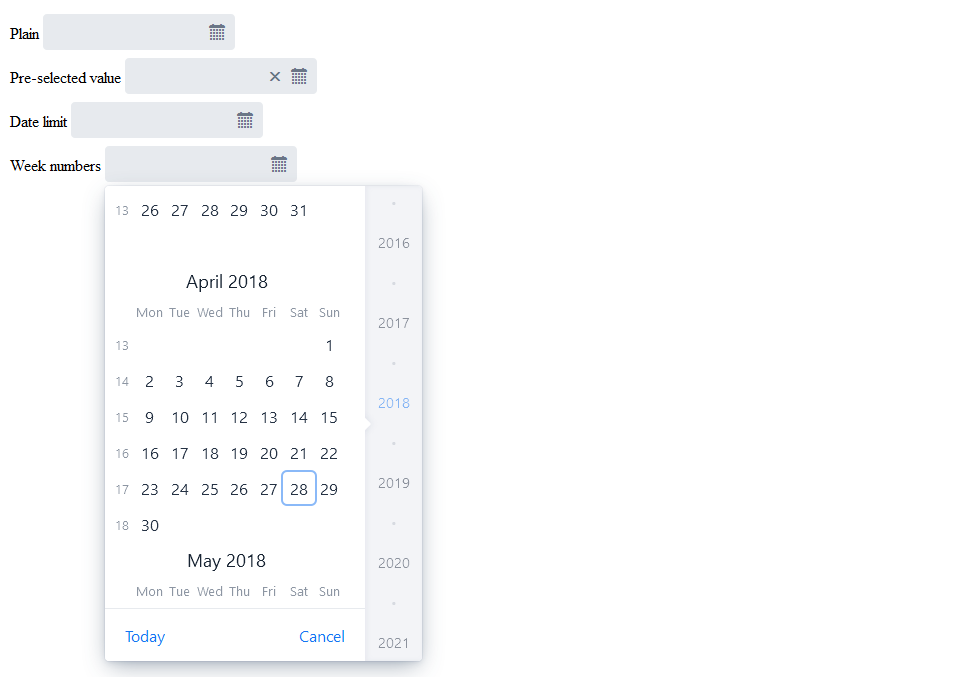 Plain
Pre-selected value
Date limit
Week numbers
13 26 27 28 29 30 31
2016
April 2018
Mon Tue Wed Thu Fri Sat Sun
2017
13 1
14 2 3 4 5 6 7 8
2018
15 9 10 11 12 13 14 15
16 16 17 18 19 20 21 22
17 23 24 25 26 27 28 29
2019
18 30
May 2018
2020
Mon Tue Wed Thu Fri Sat Sun
Today Cancel
2021